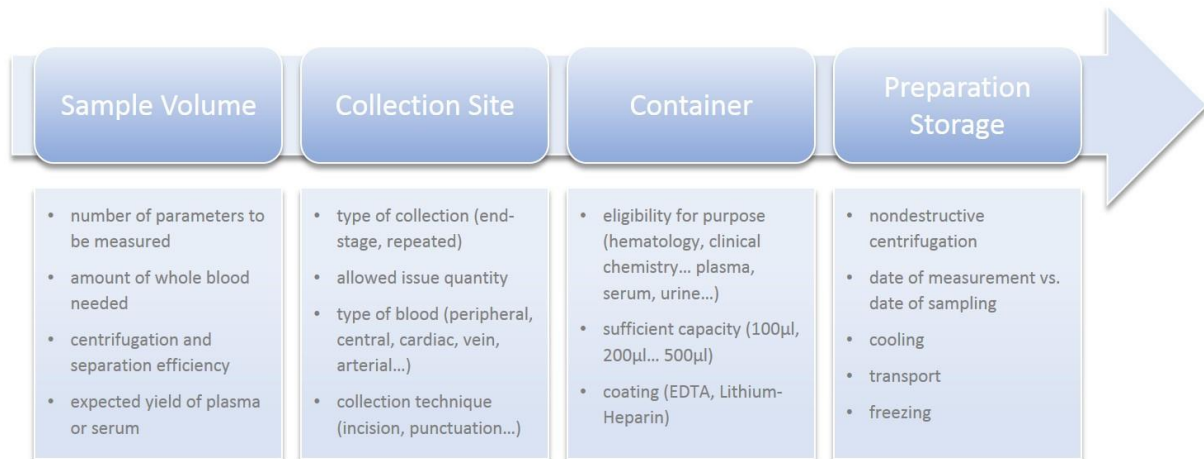 Sample Volume
Collection Site
Container
Preparation
Storage
• number of parameters to
be measured
• amount of whole blood
needed
• centrifugation and
separation efficiency
• expected yield of plasma
or serum
• type of collection (end-
stage, repeated)
• allowed issue quantity
• type of blood (peripheral,
central, cardiac, vein,
arterial…)
• collection technique
(incision, punctuation…)
• eligibility for purpose
(hematology, clinical
chemistry… plasma,
serum, urine…)
• sufficient capacity (100µl,
200µl… 500µl)
• coating (EDTA, Lithium-
Heparin)
• nondestructive
centrifugation
• date of measurement vs.
date of sampling
• cooling
• transport
• freezing